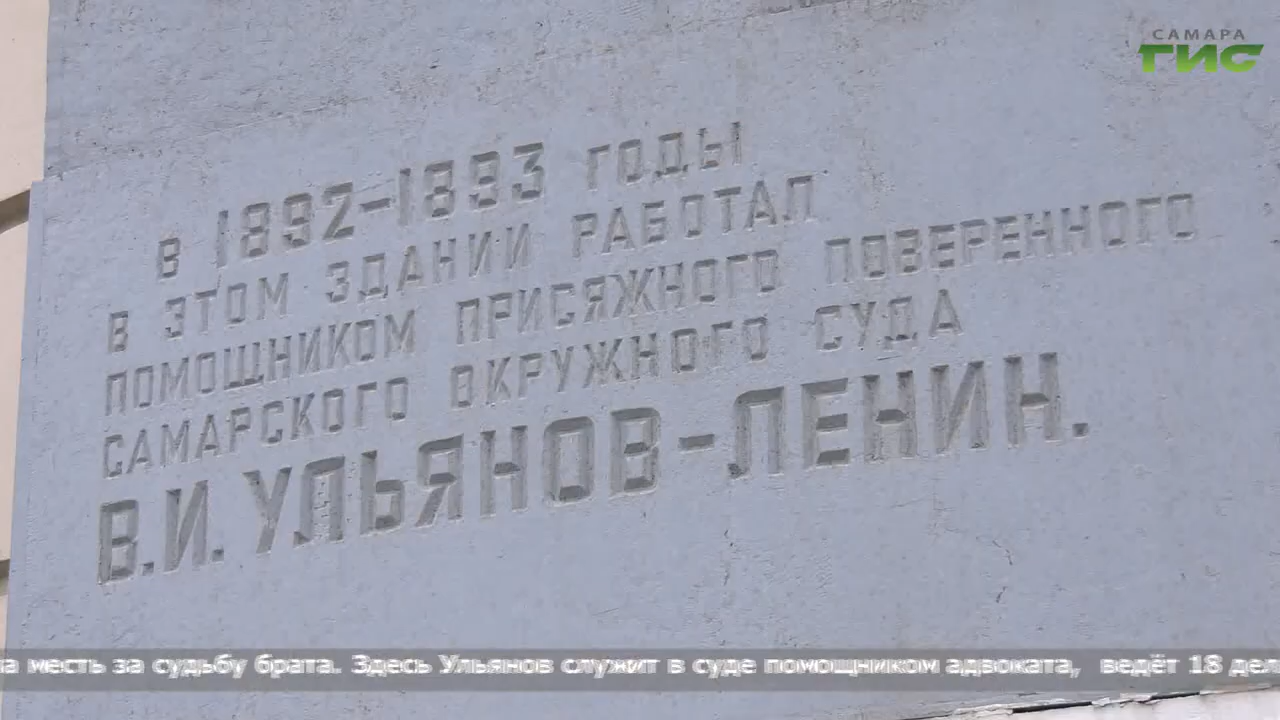 САМАРА
ГИС
В 1892-1893 ГОДЫ
В ЭТОМ ЗДАНИИ РАБОТАЛ
ПОМОЩНИКОМ ПРИСЯЖНОГО ПОВЕРЕННОГО
САМАРСКОГО ОКРУЖНОГО СУДА
В.И. УЛЬЯНОВ-ЛЕНИН.
месть за судьбу брата. Здесь Ульянов служит в суде помощником адвоката, ведёт 18 дел